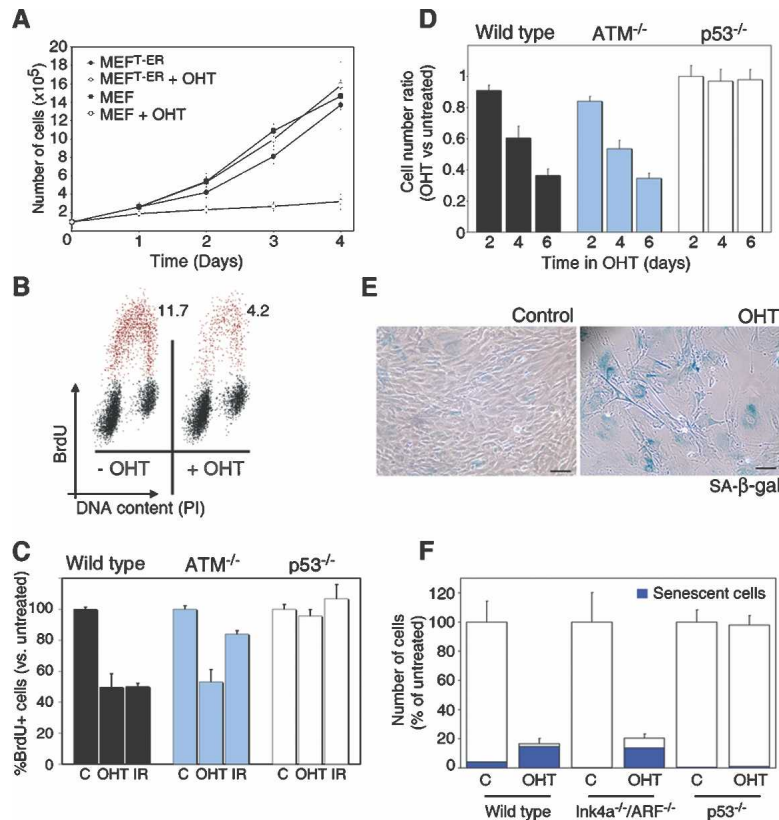 A
MEFT-ER
MEFT-ER + OHT
MEF
MEF + OHT
Number of cells (x10⁵)
20
18
16
14
12
10
8
6
4
2
0
1
2
3
4
Time (Days)
B
11.7
4.2
BrdU
- OHT
+ OHT
DNA content (PI)
C
Wild type
ATM-/-
p53-/-
%BrdU+ cells (vs. untreated)
120
100
80
60
40
20
0
C OHT IR
C OHT IR
C OHT IR
D
Wild type
ATM-/-
p53-/-
Cell number ratio
(OHT vs untreated)
1
0.8
0.6
0.4
0.2
0
2 4 6
2 4 6
2 4 6
Time in OHT (days)
E
Control
OHT
SA-β-gal
F
Senescent cells
Number of cells
(% of untreated)
120
100
80
60
40
20
0
C OHT
C OHT
C OHT
Wild type
Ink4a-/-/ARF-/-
p53-/-